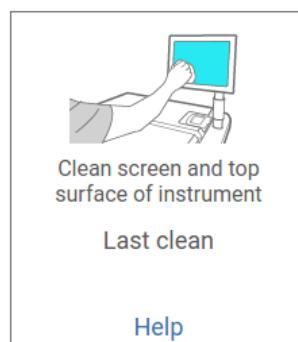 Clean screen and top
surface of instrument
Last clean
Help